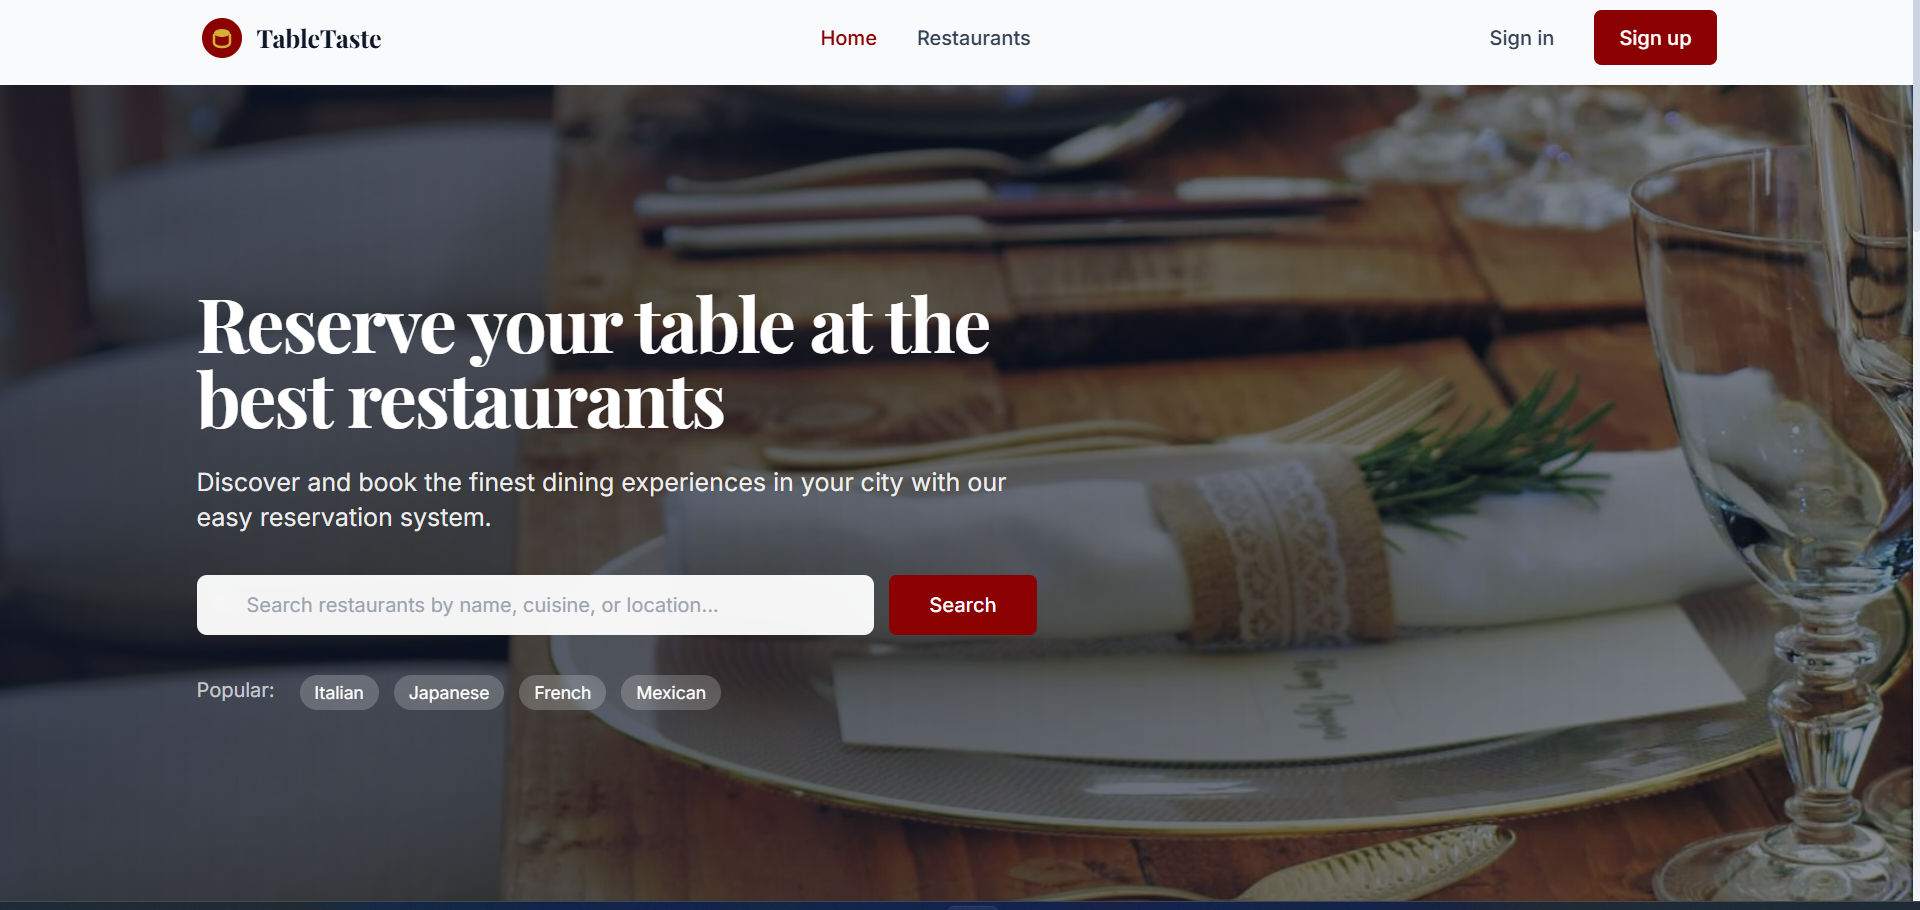 TableTaste
Home
Restaurants
Sign in
Sign up
Reserve your table at the
best restaurants
Discover and book the finest dining experiences in your city with our
easy reservation system.
Search restaurants by name, cuisine, or location...
Search
Popular:
Italian
Japanese
French
Mexican